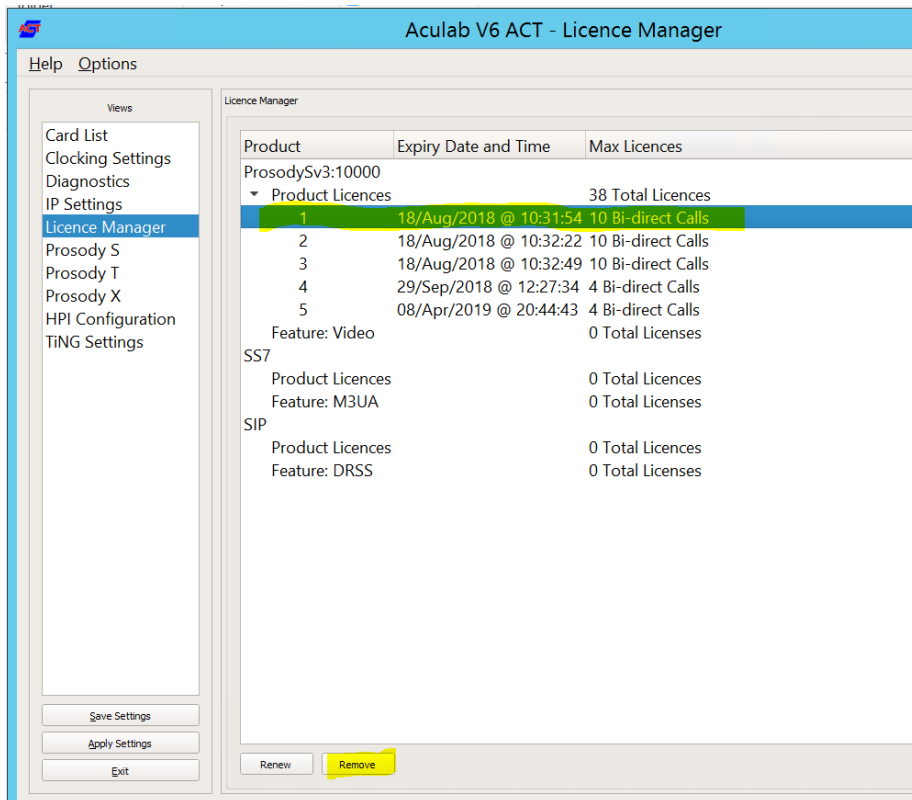 ACT
Aculab V6 ACT - Licence Manager
Help Options
Views
Card List
Clocking Settings
Diagnostics
IP Settings
Licence Manager
Prosody S
Prosody T
Prosody X
HPI Configuration
TiNG Settings
Save Settings
Apply Settings
Exit
Licence Manager
Product Expiry Date and Time Max Licences
ProsodySv3:10000
Product Licences 38 Total Licences
1 18/Aug/2018 @ 10:31:54 10 Bi-direct Calls
2 18/Aug/2018 @ 10:32:22 10 Bi-direct Calls
3 18/Aug/2018 @ 10:32:49 10 Bi-direct Calls
4 29/Sep/2018 @ 12:27:34 4 Bi-direct Calls
5 08/Apr/2019 @ 20:44:43 4 Bi-direct Calls
Feature: Video 0 Total Licenses
SS7
Product Licences 0 Total Licences
Feature: M3UA 0 Total Licenses
SIP
Product Licences 0 Total Licences
Feature: DRSS 0 Total Licenses
Renew Remove